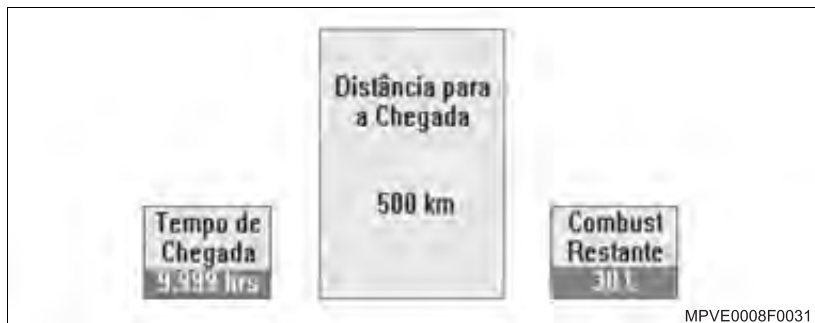 Distância para
a Chegada
500 km
Tempo de
Chegada
9.999 hrs
Combust
Restante
30 L
MPVE0008F0031